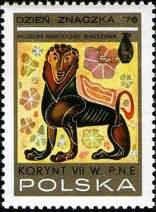 DZIEŃ ZNACZKA '76
MUZEUM NARODOWE WARSZAWA
KORYNT VII W. P.N.E.
POLSKA